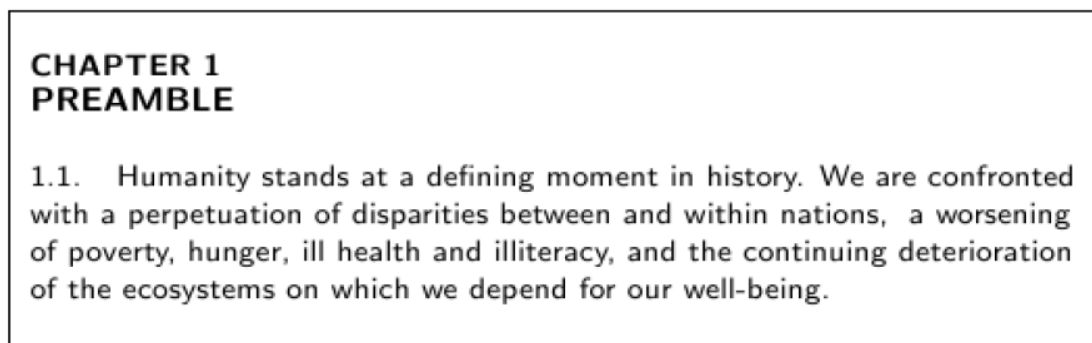 CHAPTER 1
PREAMBLE
1.1. Humanity stands at a defining moment in history. We are confronted
with a perpetuation of disparities between and within nations, a worsening
of poverty, hunger, ill health and illiteracy, and the continuing deterioration
of the ecosystems on which we depend for our well-being.